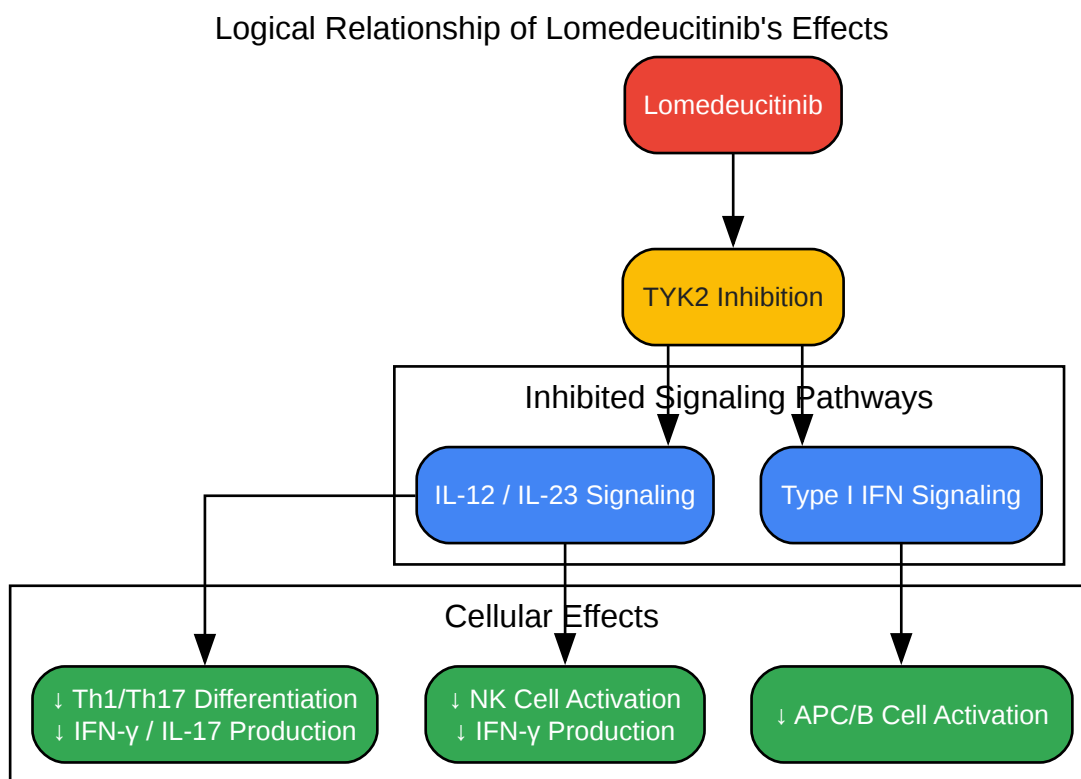 Logical Relationship of Lomedeucitinib's Effects
Lomedeucitinib
TYK2 Inhibition
Inhibited Signaling Pathways
IL-12 / IL-23 Signaling
Type I IFN Signaling
Cellular Effects
↓ Th1/Th17 Differentiation
↓ IFN-γ / IL-17 Production
↓ NK Cell Activation
↓ IFN-γ Production
↓ APC/B Cell Activation